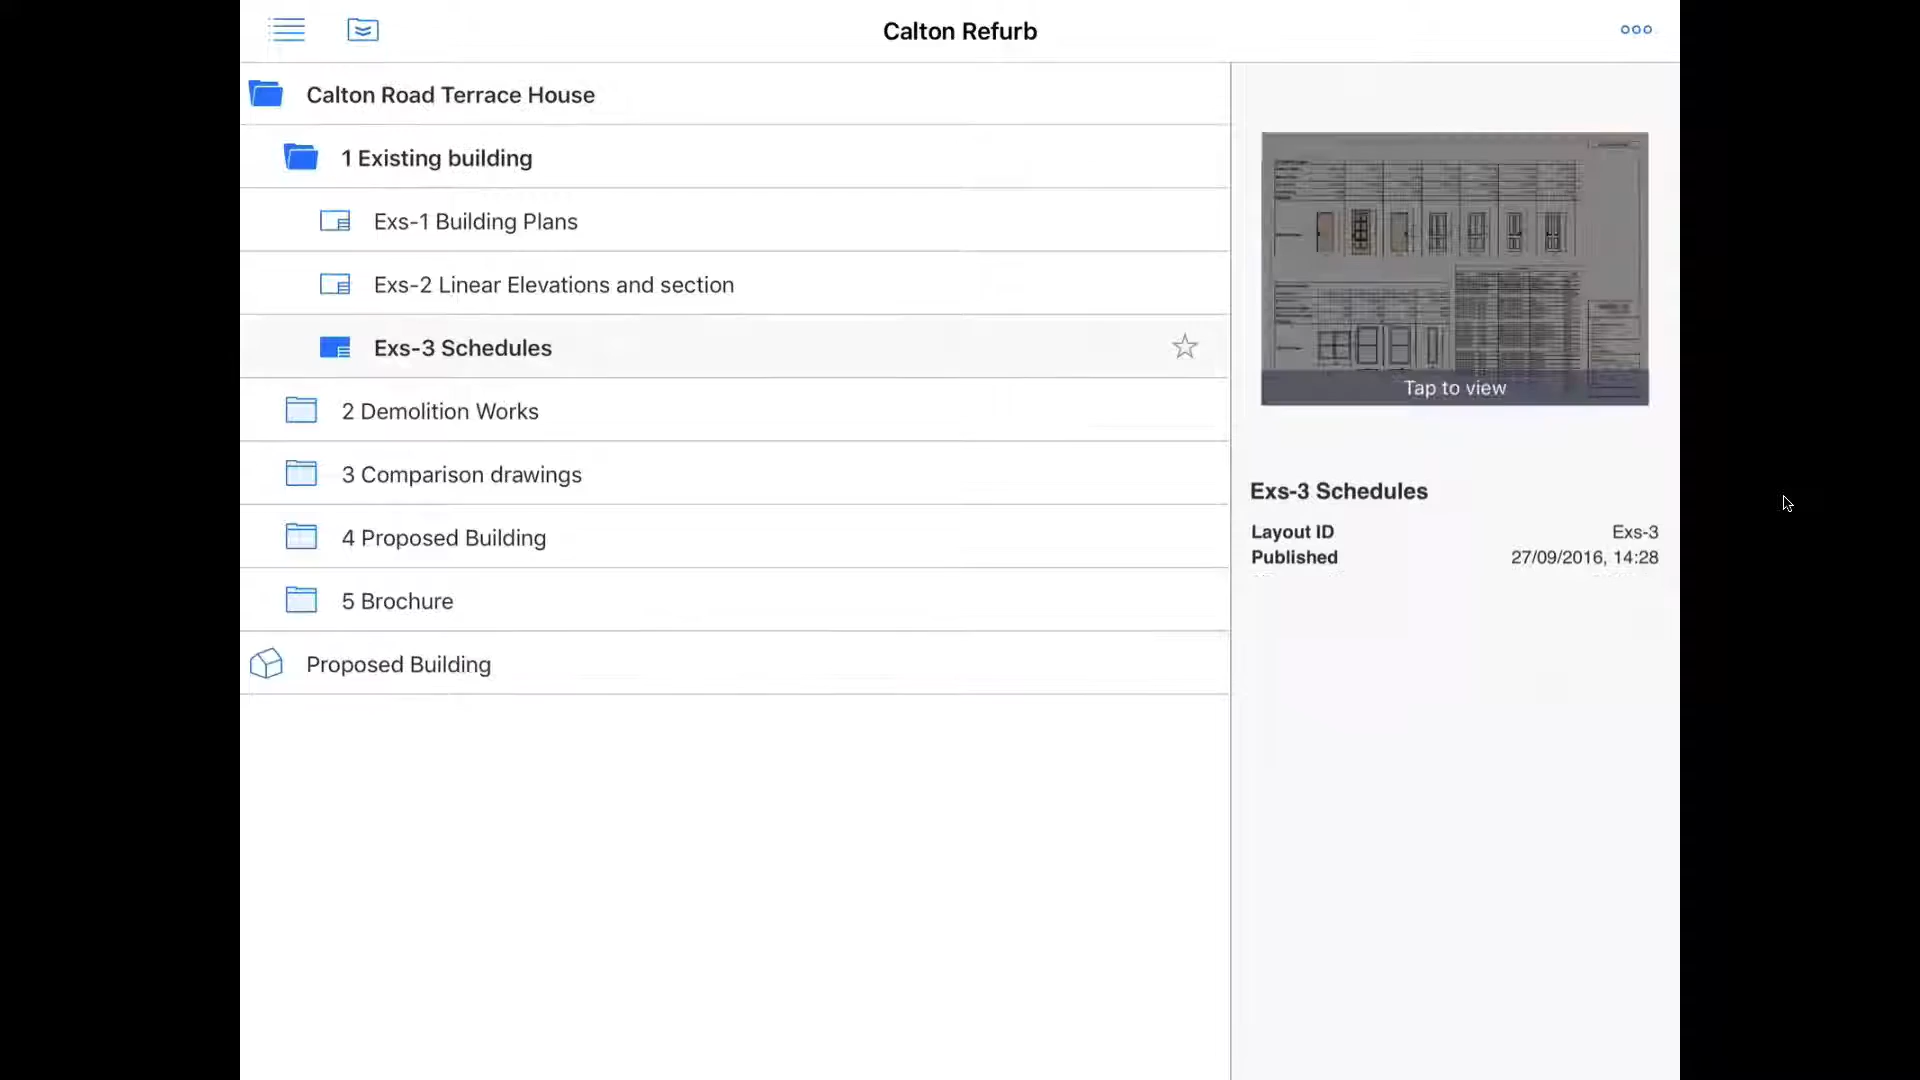 Calton Refurb
Calton Road Terrace House
1 Existing building
Exs-1 Building Plans
Exs-2 Linear Elevations and section
Exs-3 Schedules
2 Demolition Works
3 Comparison drawings
4 Proposed Building
5 Brochure
Proposed Building
Tap to view
Exs-3 Schedules
Layout ID Exs-3
Published 27/09/2016, 14:28